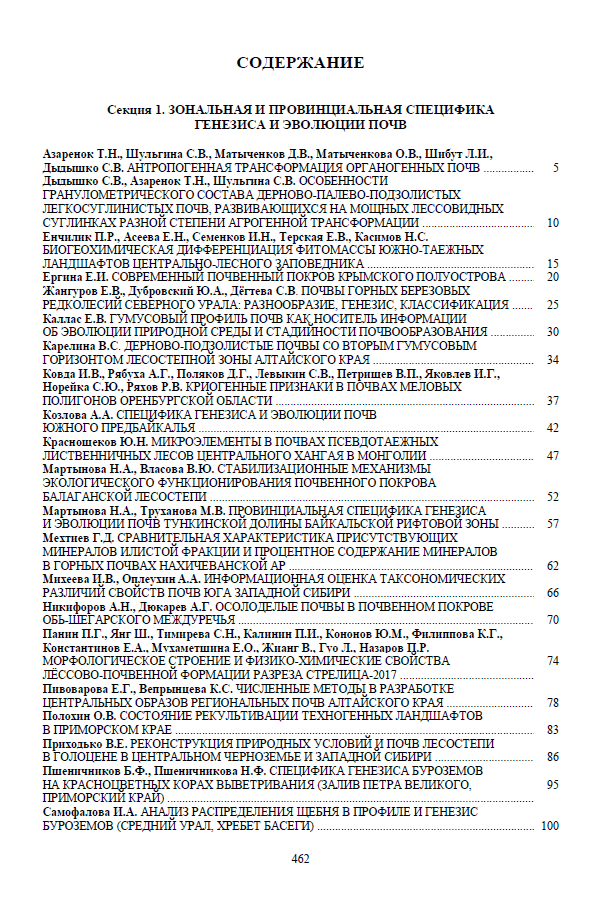 СОДЕРЖАНИЕ
Секция 1. ЗОНАЛЬНАЯ И ПРОВИНЦИАЛЬНАЯ СПЕЦИФИКА
ГЕНЕЗИСА И ЭВОЛЮЦИИ ПОЧВ
Азаренок Т.Н., Шульгина С.В., Матыченков Д.В., Матыченкова О.В., Шибут Л.И.,
Дыдышко С.В. АНТРОПОГЕННАЯ ТРАНСФОРМАЦИЯ ОРГАНОГЕННЫХ ПОЧВ ................. 5
Дыдышко С.В., Азаренок Т.Н., Шульгина С.В. ОСОБЕННОСТИ
ГРАНУЛОМЕТРИЧЕСКОГО СОСТАВА ДЕРНОВО-ПАЛЕВО-ПОДЗОЛИСТЫХ
ЛЕГКОСУГЛИНИСТЫХ ПОЧВ, РАЗВИВАЮЩИХСЯ НА МОЩНЫХ ЛЕССОВИДНЫХ
СУГЛИНКАХ РАЗНОЙ СТЕПЕНИ АГРОГЕННОЙ ТРАНСФОРМАЦИИ ..................................... 10
Енчилик П.Р., Асеева Е.Н., Семенков И.Н., Терская Е.В., Касимов Н.С.
БИОГЕОХИМИЧЕСКАЯ ДИФФЕРЕНЦИАЦИЯ ФИТОМАССЫ ЮЖНО-ТАЕЖНЫХ
ЛАНДШАФТОВ ЦЕНТРАЛЬНО-ЛЕСНОГО ЗАПОВЕДНИКА ...................................................... 15
Ергина Е.И. СОВРЕМЕННЫЙ ПОЧВЕННЫЙ ПОКРОВ КРЫМСКОГО ПОЛУОСТРОВА ........ 20
Жангуров Е.В., Дубровский Ю.А., Дёгтева С.В. ПОЧВЫ ГОРНЫХ БЕРЕЗОВЫХ
РЕДКОЛЕСИЙ СЕВЕРНОГО УРАЛА: РАЗНООБРАЗИЕ, ГЕНЕЗИС, КЛАССИФИКАЦИЯ ....... 25
Каллас Е.В. ГУМУСОВЫЙ ПРОФИЛЬ ПОЧВ КАК НОСИТЕЛЬ ИНФОРМАЦИИ
ОБ ЭВОЛЮЦИИ ПРИРОДНОЙ СРЕДЫ И СТАДИЙНОСТИ ПОЧВООБРАЗОВАНИЯ ............... 30
Карелина В.С. ДЕРНОВО-ПОДЗОЛИСТЫЕ ПОЧВЫ СО ВТОРЫМ ГУМУСОВЫМ
ГОРИЗОНТОМ ЛЕСОСТЕПНОЙ ЗОНЫ АЛТАЙСКОГО КРАЯ ..................................................... 34
Ковда И.В., Рябуха А.Г., Поляков Д.Г., Левыкин С.В., Петрищев В.П., Яковлев И.Г.,
Норейка С.Ю., Ряхов Р.В. КРИОГЕННЫЕ ПРИЗНАКИ В ПОЧВАХ МЕЛОВЫХ
ПОЛИГОНОВ ОРЕНБУРГСКОЙ ОБЛАСТИ ..................................................................................... 37
Козлова А.А. СПЕЦИФИКА ГЕНЕЗИСА И ЭВОЛЮЦИИ ПОЧВ
ЮЖНОГО ПРЕДБАЙКАЛЬЯ ............................................................................................................... 42
Краснощеков Ю.Н. МИКРОЭЛЕМЕНТЫ В ПОЧВАХ ПСЕВДОТАЕЖНЫХ
ЛИСТВЕННИЧНЫХ ЛЕСОВ ЦЕНТРАЛЬНОГО ХАНГАЯ В МОНГОЛИИ .................................. 47
Мартынова Н.А., Власова В.Ю. СТАБИЛИЗАЦИОННЫЕ МЕХАНИЗМЫ
ЭКОЛОГИЧЕСКОГО ФУНКЦИОНИРОВАНИЯ ПОЧВЕННОГО ПОКРОВА
БАЛАГАНСКОЙ ЛЕСОСТЕПИ ........................................................................................................... 52
Мартынова Н.А., Труханова М.В. ПРОВИНЦИАЛЬНАЯ СПЕЦИФИКА ГЕНЕЗИСА
И ЭВОЛЮЦИИ ПОЧВ ТУНКИНСКОЙ ДОЛИНЫ БАЙКАЛЬСКОЙ РИФТОВОЙ ЗОНЫ ........... 57
Мехтиев Г.Д. СРАВНИТЕЛЬНАЯ ХАРАКТЕРИСТИКА ПРИСУТСТВУЮЩИХ
МИНЕРАЛОВ ИЛИСТОЙ ФРАКЦИИ И ПРОЦЕНТНОЕ СОДЕРЖАНИЕ МИНЕРАЛОВ
В ГОРНЫХ ПОЧВАХ НАХИЧЕВАНСКОЙ АР ................................................................................. 62
Михеева И.В., Оплеухин А.А. ИНФОРМАЦИОННАЯ ОЦЕНКА ТАКСОНОМИЧЕСКИХ
РАЗЛИЧИЙ СВОЙСТВ ПОЧВ ЮГА ЗАПАДНОЙ СИБИРИ ........................................................... 66
Никифоров А.Н., Дюкарев А.Г. ОСОЛОДЕЛЫЕ ПОЧВЫ В ПОЧВЕННОМ ПОКРОВЕ
ОБЬ-ШЕГАРСКОГО МЕЖДУРЕЧЬЯ ................................................................................................. 70
Панин П.Г., Янг Ш., Тимирева С.Н., Калинин П.И., Кононов Ю.М., Филиппова К.Г.,
Константинов Е.А., Мухаметшина Е.О., Жианг В., Гуо Л., Назаров Ц.Р.
МОРФОЛОГИЧЕСКОЕ СТРОЕНИЕ И ФИЗИКО-ХИМИЧЕСКИЕ СВОЙСТВА 74
ЛЁССОВО-ПОЧВЕННОЙ ФОРМАЦИИ РАЗРЕЗА СТРЕЛИЦА-2017 .............................................
Пивоварова Е.Г., Вепрынцева К.С. ЧИСЛЕННЫЕ МЕТОДЫ В РАЗРАБОТКЕ
ЦЕНТРАЛЬНЫХ ОБРАЗОВ РЕГИОНАЛЬНЫХ ПОЧВ АЛТАЙСКОГО КРАЯ ............................. 78
Полохин О.В. СОСТОЯНИЕ РЕКУЛЬТИВАЦИИ ТЕХНОГЕННЫХ ЛАНДШАФТОВ
В ПРИМОРСКОМ КРАЕ ...................................................................................................................... 83
Приходько В.Е. РЕКОНСТРУКЦИЯ ПРИРОДНЫХ УСЛОВИЙ И ПОЧВ ЛЕСОСТЕПИ
В ГОЛОЦЕНЕ В ЦЕНТРАЛЬНОМ ЧЕРНОЗЕМЬЕ И ЗАПАДНОЙ СИБИРИ ................................. 86
Пшеничников Б.Ф., Пшеничникова Н.Ф. СПЕЦИФИКА ГЕНЕЗИСА БУРОЗЕМОВ
НА КРАСНОЦВЕТНЫХ КОРАХ ВЫВЕТРИВАНИЯ (ЗАЛИВ ПЕТРА ВЕЛИКОГО, 95
ПРИМОРСКИЙ КРАЙ) ........................................................................................................................
Самофалова И.А. АНАЛИЗ РАСПРЕДЕЛЕНИЯ ЩЕБНЯ В ПРОФИЛЕ И ГЕНЕЗИС
БУРОЗЕМОВ (СРЕДНИЙ УРАЛ, ХРЕБЕТ БАСЕГИ) ........................................................................ 100
462